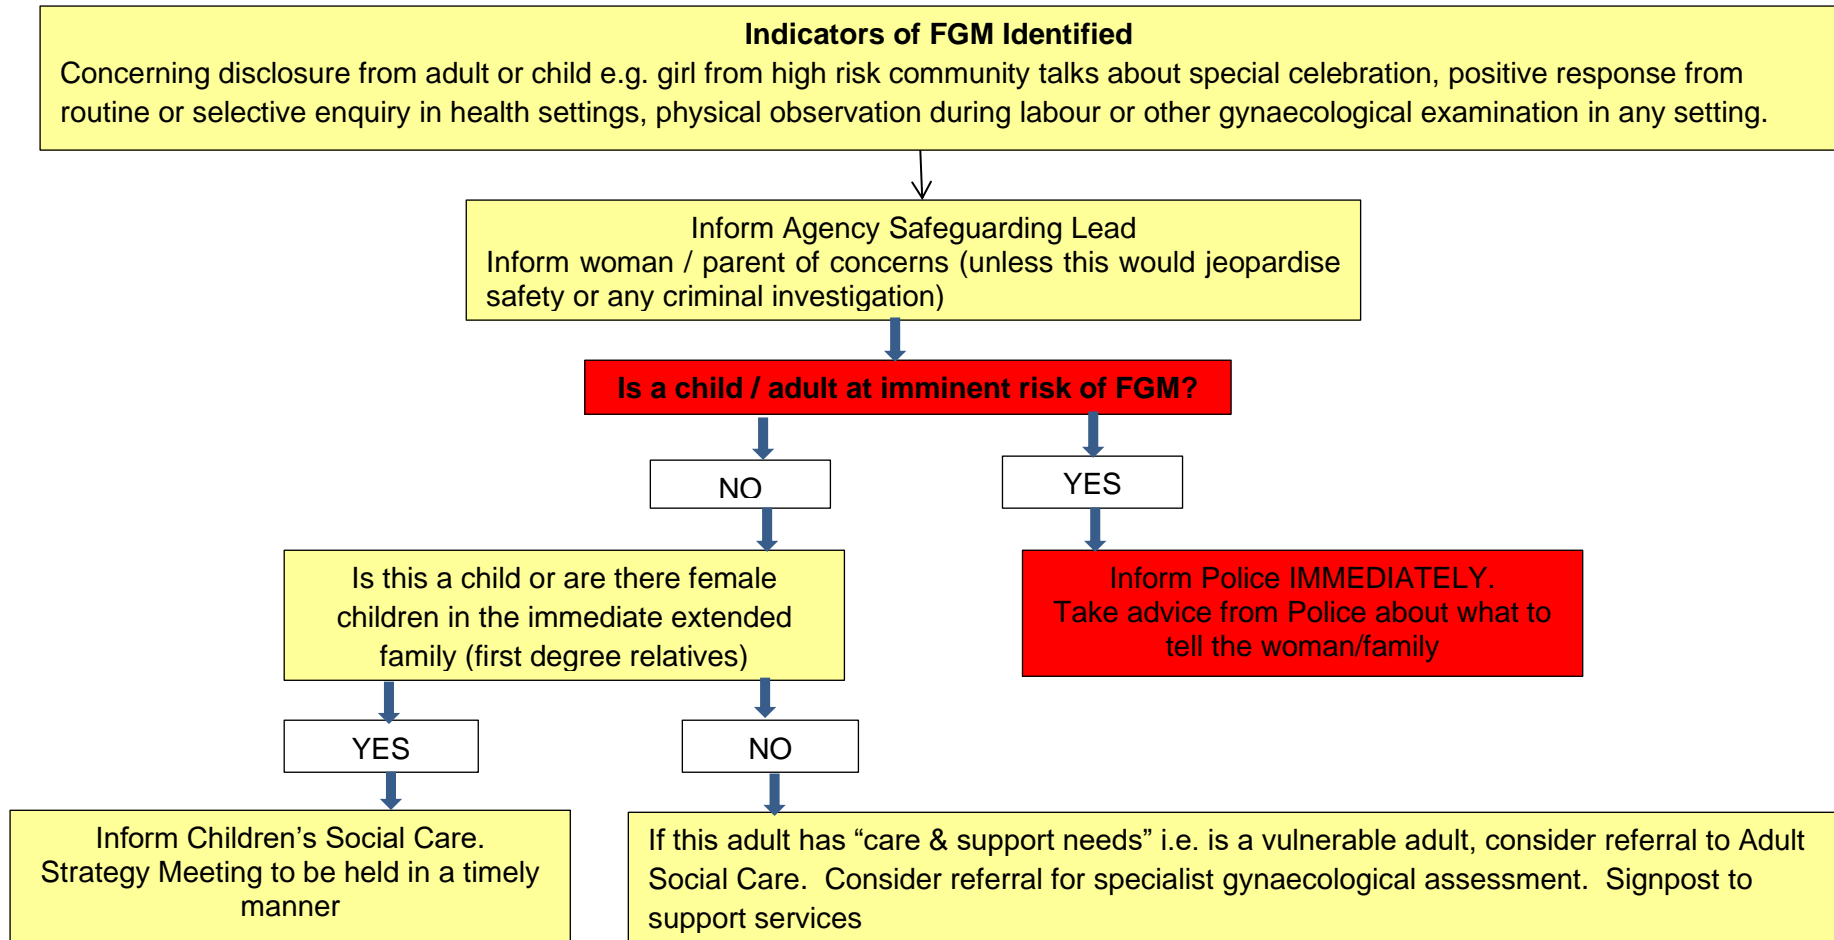 Indicators of FGM Identified
Concerning disclosure from adult or child e.g. girl from high risk community talks about special celebration, positive response from
routine or selective enquiry in health settings, physical observation during labour or other gynaecological examination in any setting.
Inform Agency Safeguarding Lead
Inform woman / parent of concerns (unless this would jeopardise
safety or any criminal investigation)
Is a child / adult at imminent risk of FGM?
NO
YES
Is this a child or are there female
children in the immediate extended
family (first degree relatives)
Inform Police IMMEDIATELY.
Take advice from Police about what to
tell the woman/family
YES
NO
Inform Children’s Social Care.
Strategy Meeting to be held in a timely
manner
If this adult has “care & support needs” i.e. is a vulnerable adult, consider referral to Adult
Social Care.  Consider referral for specialist gynaecological assessment.  Signpost to
support services